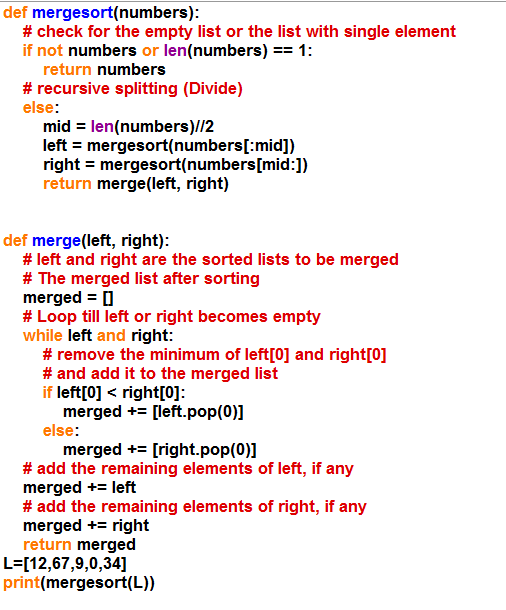 def mergesort(numbers):
    # check for the empty list or the list with single element
    if not numbers or len(numbers) == 1:
        return numbers
    # recursive splitting (Divide)
    else:
        mid = len(numbers)//2
        left = mergesort(numbers[:mid])
        right = mergesort(numbers[mid:])
        return merge(left, right)
def merge(left, right):
    # left and right are the sorted lists to be merged
    # The merged list after sorting
    merged = []
    # Loop till left or right becomes empty
    while left and right:
        # remove the minimum of left[0] and right[0]
        # and add it to the merged list
        if left[0] < right[0]:
            merged += [left.pop(0)]
        else:
            merged += [right.pop(0)]
    # add the remaining elements of left, if any
    merged += left
    # add the remaining elements of right, if any
    merged += right
    return merged
L=[12,67,9,0,34]
print(mergesort(L))